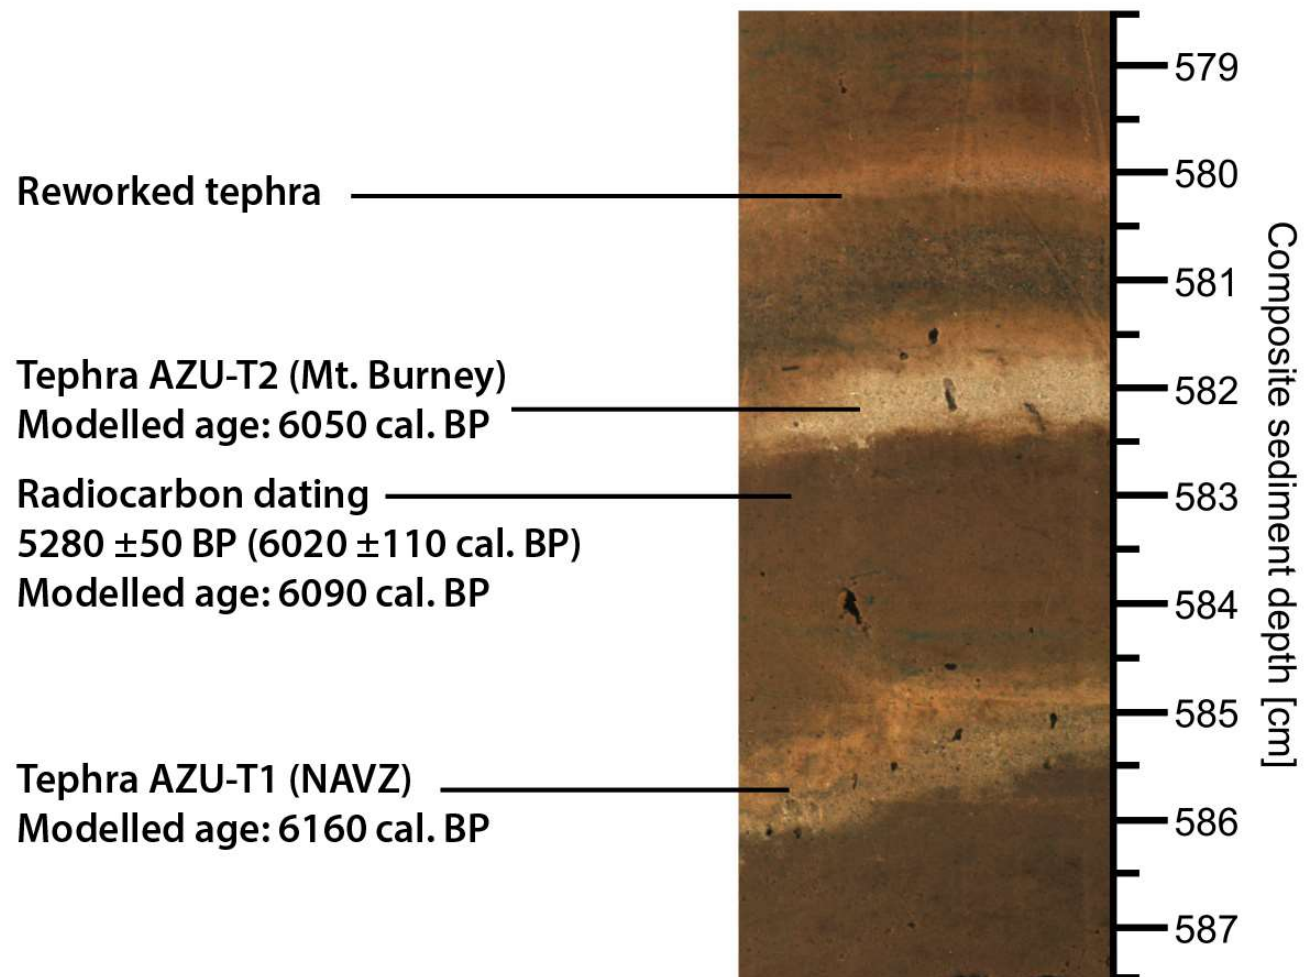 Reworked tephra
Tephra AZU-T2 (Mt. Burney)
Modelled age: 6050 cal. BP
Radiocarbon dating
5280 ±50 BP (6020 ±110 cal. BP)
Modelled age: 6090 cal. BP
Tephra AZU-T1 (NAVZ)
Modelled age: 6160 cal. BP
579
580
581
582
583
584
585
586
587
Composite sediment depth [cm]